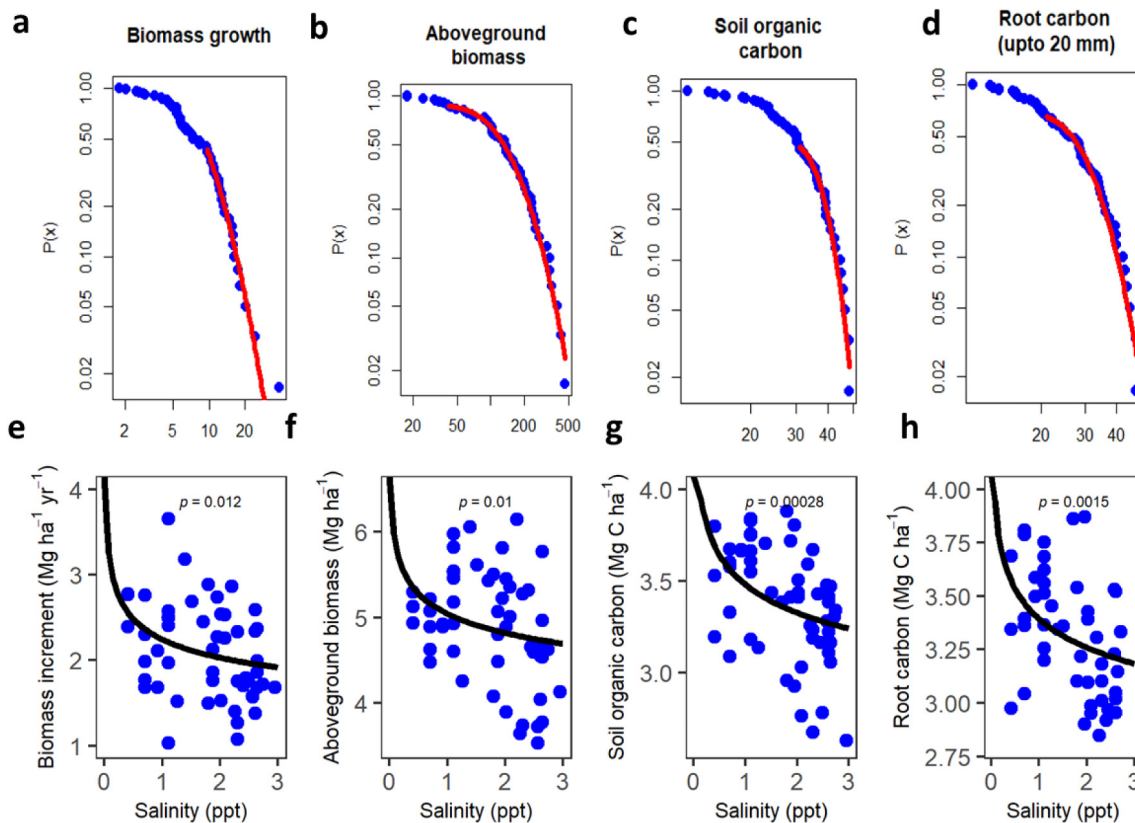 a
Biomass growth
P(x)
1.00
0.50
0.20
0.10
0.05
0.02
2 5 10 20
b
Aboveground
biomass
P(x)
1.00
0.50
0.20
0.10
0.05
0.02
20 50 200 500
c
Soil organic
carbon
P(x)
1.00
0.50
0.20
0.10
0.05
0.02
20 30 40
d
Root carbon
(upto 20 mm)
P (x)
1.00
0.50
0.20
0.10
0.05
0.02
20 30 40
e
Biomass increment (Mg ha⁻¹ yr⁻¹)
4
3
2
1
p = 0.012
0 1 2 3
Salinity (ppt)
f
Aboveground biomass (Mg ha⁻¹)
6
5
4
p = 0.01
0 1 2 3
Salinity (ppt)
g
Soil organic carbon (Mg C ha⁻¹)
4.0
3.5
3.0
p = 0.00028
0 1 2 3
Salinity (ppt)
h
Root carbon (Mg C ha⁻¹)
4.00
3.75
3.50
3.25
3.00
2.75
p = 0.0015
0 1 2 3
Salinity (ppt)